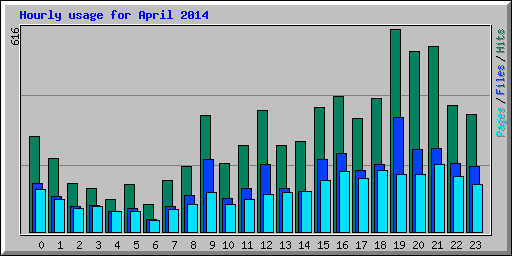 Hourly usage for April 2014
616
Pages/Files/Hits
0 1 2 3 4 5 6 7 8 9 10 11 12 13 14 15 16 17 18 19 20 21 22 23